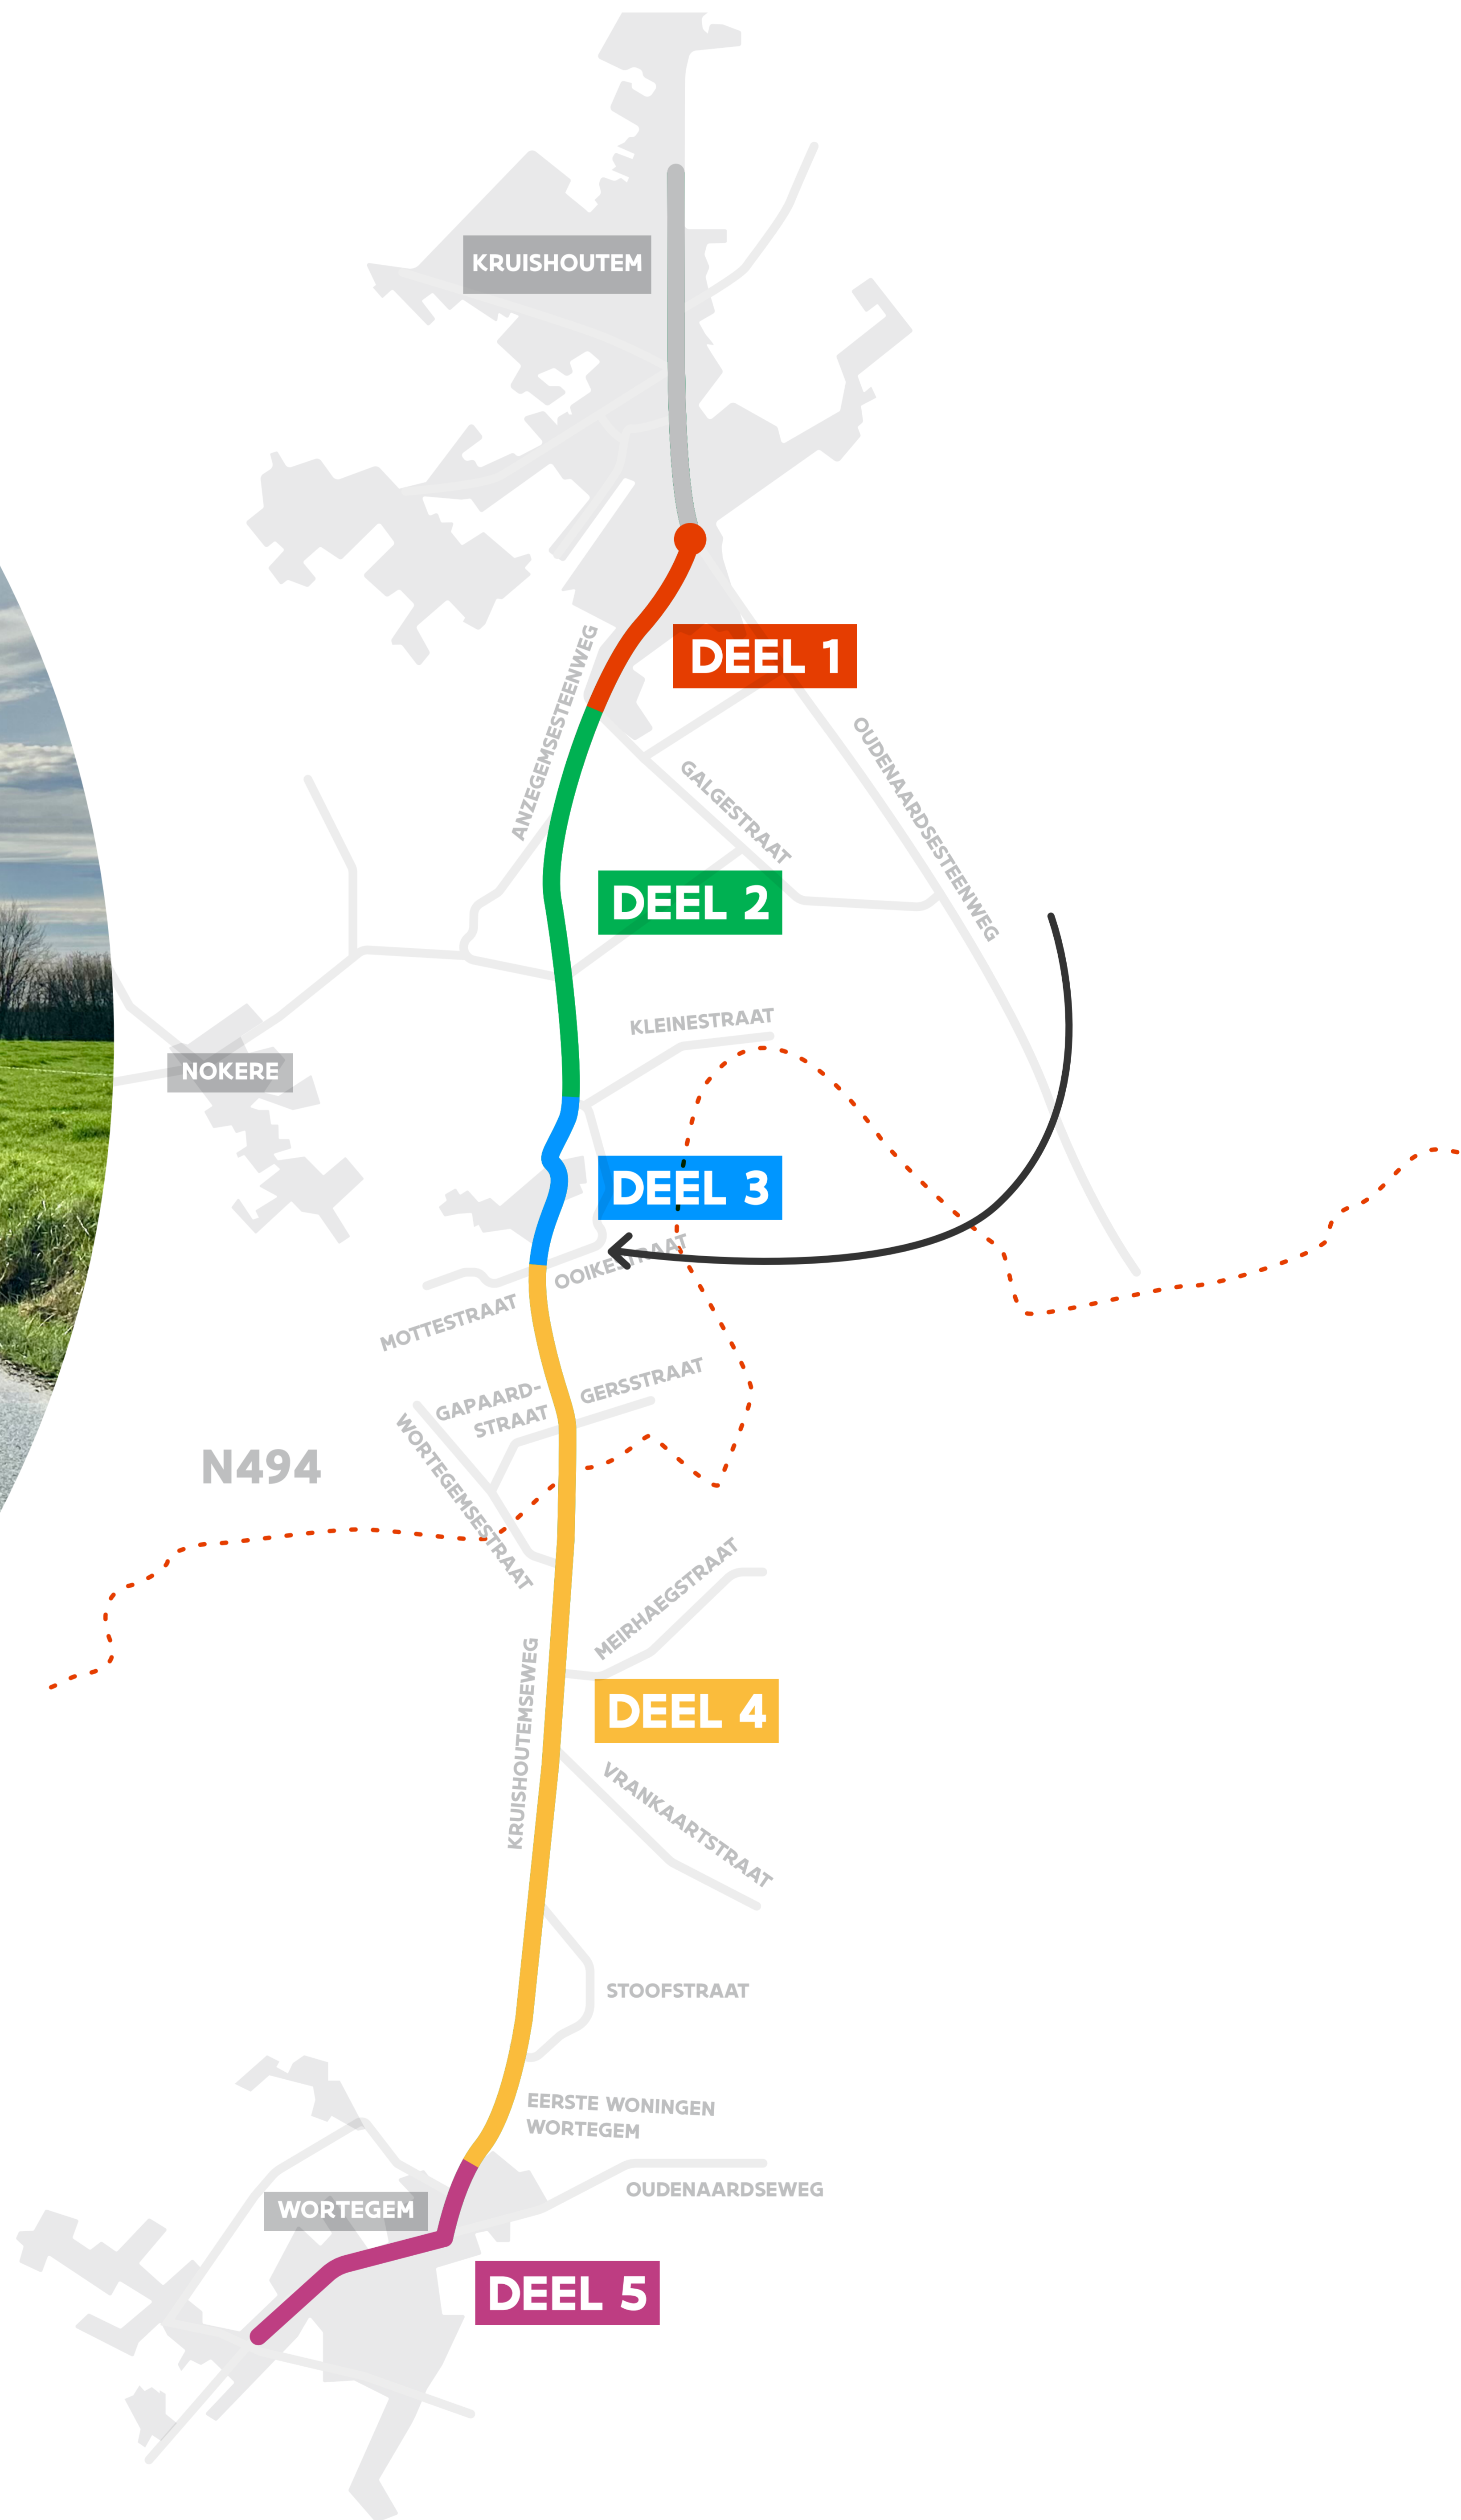 KRUISHOUTEM
DEEL 1
ANZEGEMSESTEENWEG
OUDENAARDSESTEENWEG
GALGESTRAAT
DEEL 2
KLEINESTRAAT
NOKERE
DEEL 3
OOIKESTRAAT
MOTTESTRAAT
GERSSTRAAT
GAPAARD-
STRAAT
WORTEGEMSESTRAAT
N494
MEIRHAEGSTRAAT
KRUISHOUTEMSEWEG
DEEL 4
VRANKAARTSTRAAT
STOOFSTRAAT
EERSTE WONINGEN
WORTEGEM
OUDENAARDSEWEG
WORTEGEM
DEEL 5